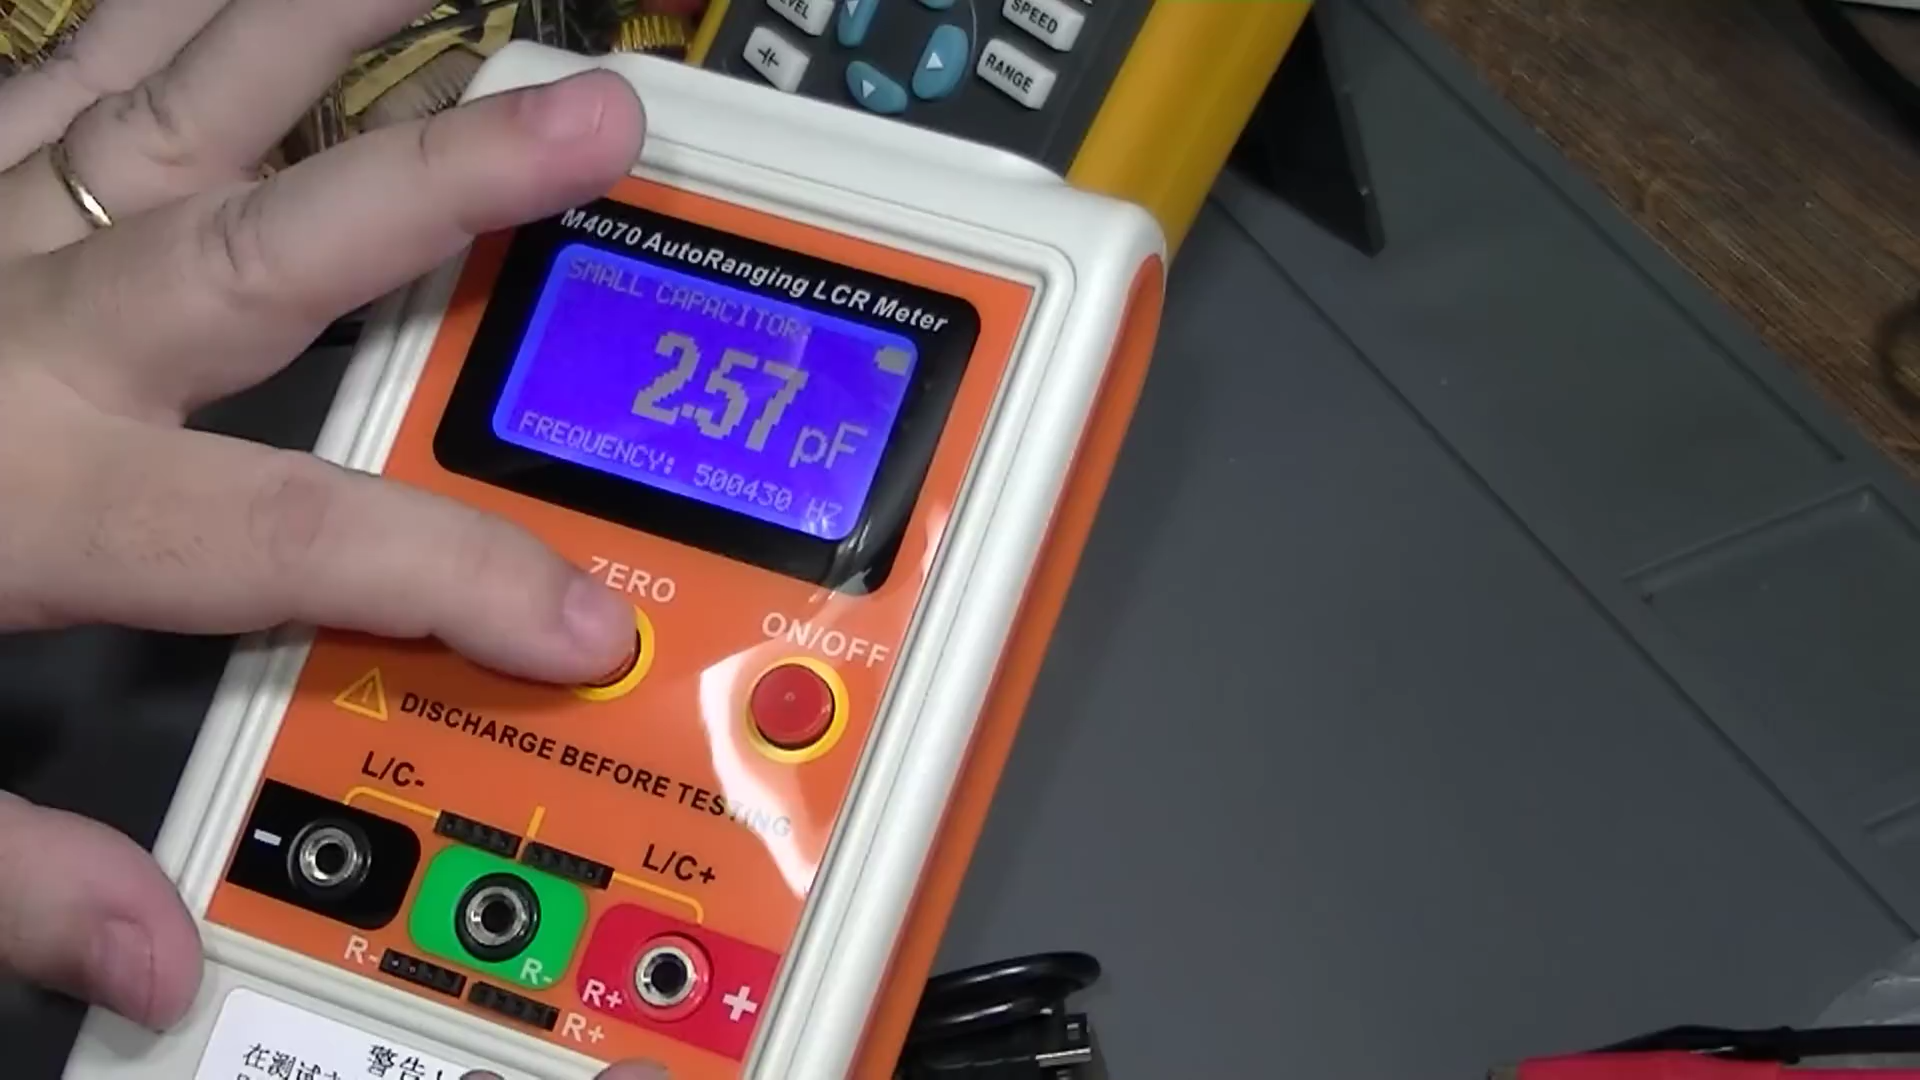 SPEED
RANGE
M4070 AutoRanging LCR Meter
SMALL CAPACITOR:
2.57 pF
FREQUENCY: 500430 HZ
ZERO
ON/OFF
DISCHARGE BEFORE TESTING
L/C-
L/C+
-
R-
R-
R+
+
R+
警告!
在测试